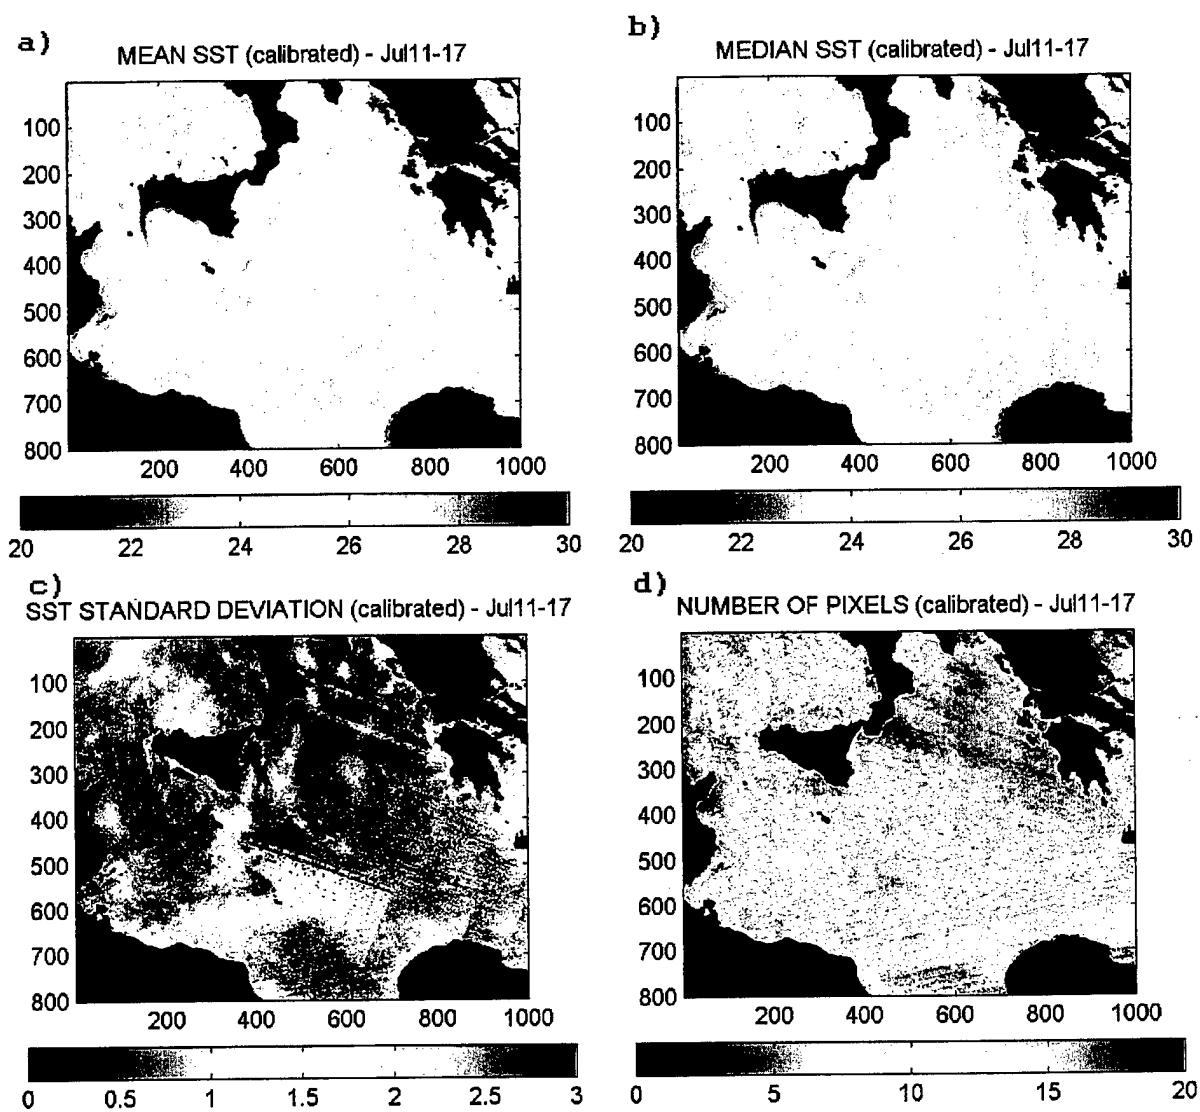 a)
MEAN SST (calibrated) - Jul11-17
100
200
300
400
500
600
700
800
200 400 600 800 1000
20 22 24 26 28 30
b)
MEDIAN SST (calibrated) - Jul11-17
100
200
300
400
500
600
700
800
200 400 600 800 1000
20 22 24 26 28 30
c)
SST STANDARD DEVIATION (calibrated) - Jul11-17
100
200
300
400
500
600
700
800
200 400 600 800 1000
0 0.5 1 1.5 2 2.5 3
d)
NUMBER OF PIXELS (calibrated) - Jul11-17
100
200
300
400
500
600
700
800
200 400 600 800 1000
0 5 10 15 20